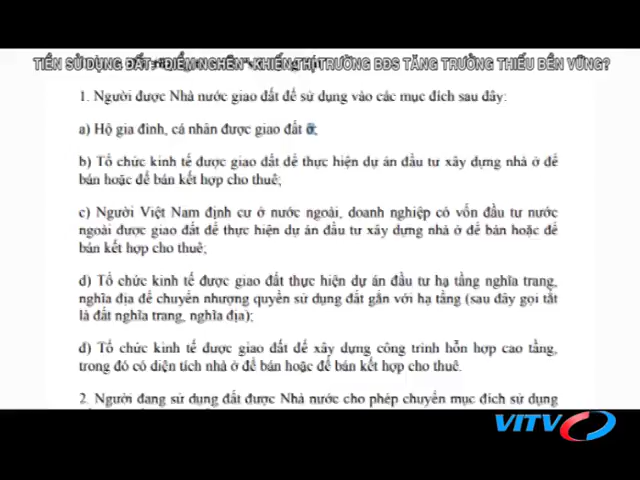 TIỀN SỬ DỤNG ĐẤT - "ĐIỂM NGHẼN" KHIẾN THỊ TRƯỜNG BĐS TĂNG TRƯỞNG THIẾU BỀN VỮNG?
1. Người được Nhà nước giao đất để sử dụng vào các mục đích sau đây:
a) Hộ gia đình, cá nhân được giao đất ở;
b) Tổ chức kinh tế được giao đất để thực hiện dự án đầu tư xây dựng nhà ở để
bán hoặc để bán kết hợp cho thuê;
c) Người Việt Nam định cư ở nước ngoài, doanh nghiệp có vốn đầu tư nước
ngoài được giao đất để thực hiện dự án đầu tư xây dựng nhà ở để bán hoặc để
bán kết hợp cho thuê;
d) Tổ chức kinh tế được giao đất thực hiện dự án đầu tư hạ tầng nghĩa trang,
nghĩa địa để chuyển nhượng quyền sử dụng đất gắn với hạ tầng (sau đây gọi tắt
là đất nghĩa trang, nghĩa địa);
đ) Tổ chức kinh tế được giao đất để xây dựng công trình hỗn hợp cao tầng,
trong đó có diện tích nhà ở để bán hoặc để bán kết hợp cho thuê.
2. Người đang sử dụng đất được Nhà nước cho phép chuyển mục đích sử dụng
VITV